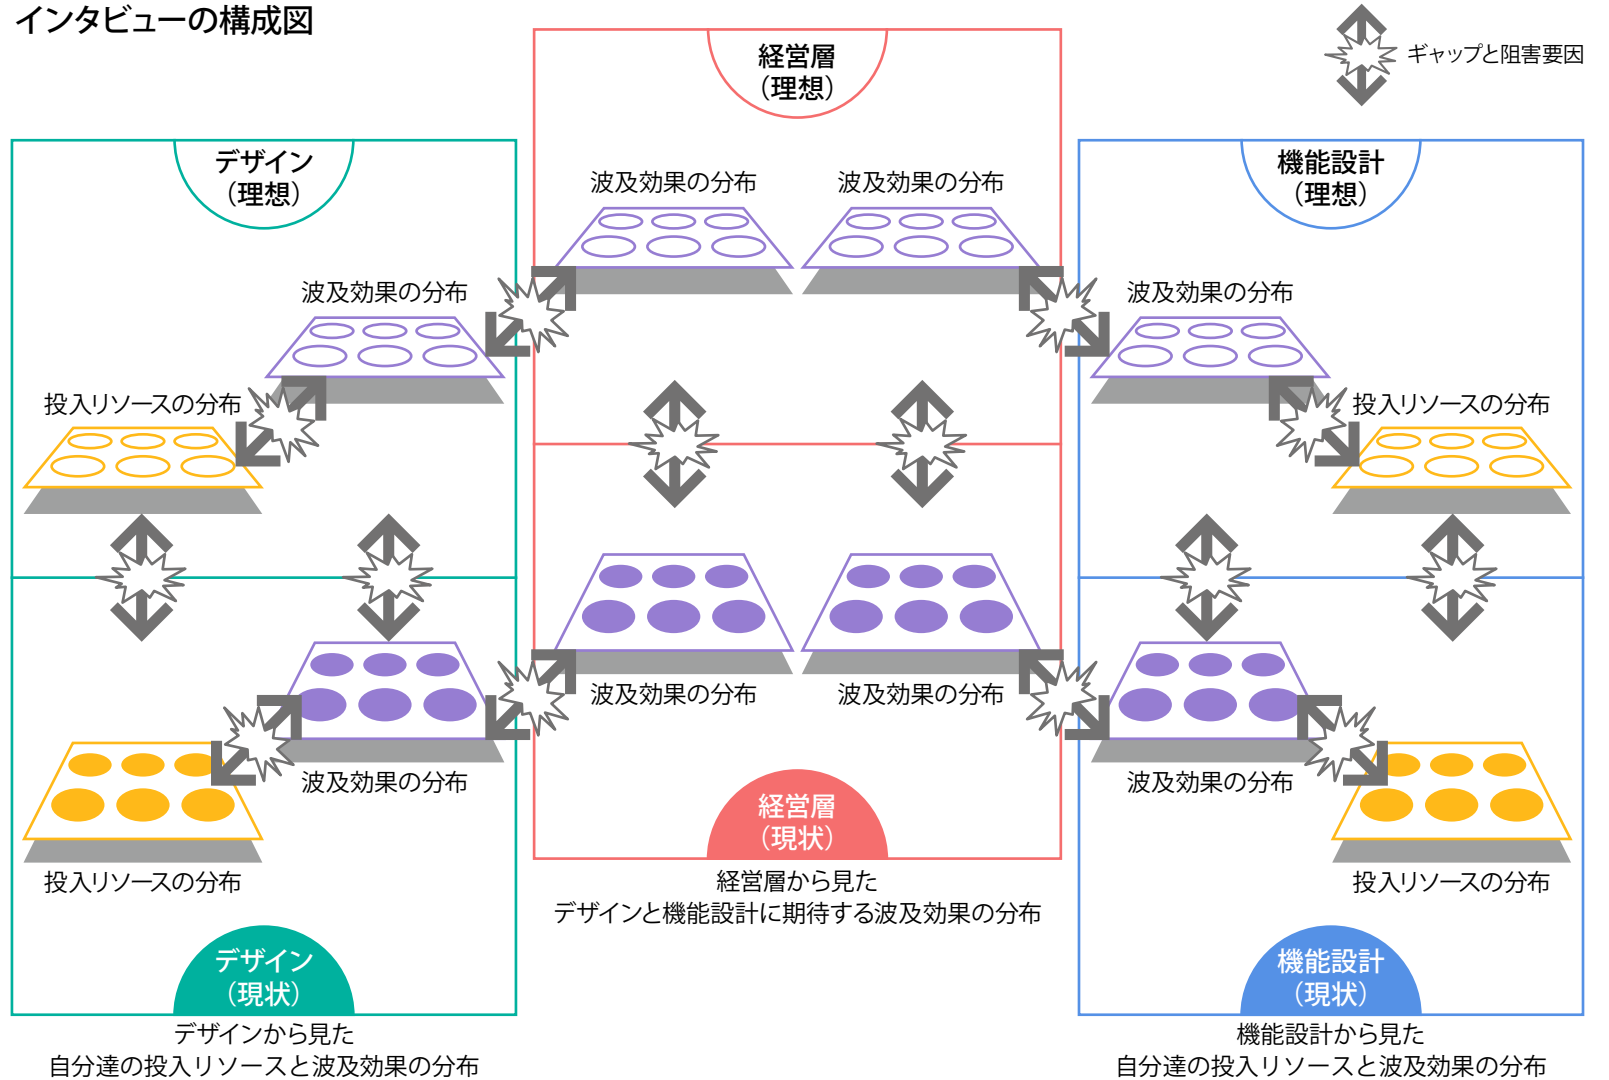 インタビューの構成図
ギャップと阻害要因
経営層
（理想）
デザイン
（理想）
機能設計
（理想）
波及効果の分布
波及効果の分布
波及効果の分布
波及効果の分布
投入リソースの分布
投入リソースの分布
波及効果の分布
波及効果の分布
波及効果の分布
波及効果の分布
経営層
（現状）
投入リソースの分布
投入リソースの分布
経営層から見た
デザインと機能設計に期待する波及効果の分布
デザイン
（現状）
機能設計
（現状）
デザインから見た
自分達の投入リソースと波及効果の分布
機能設計から見た
自分達の投入リソースと波及効果の分布